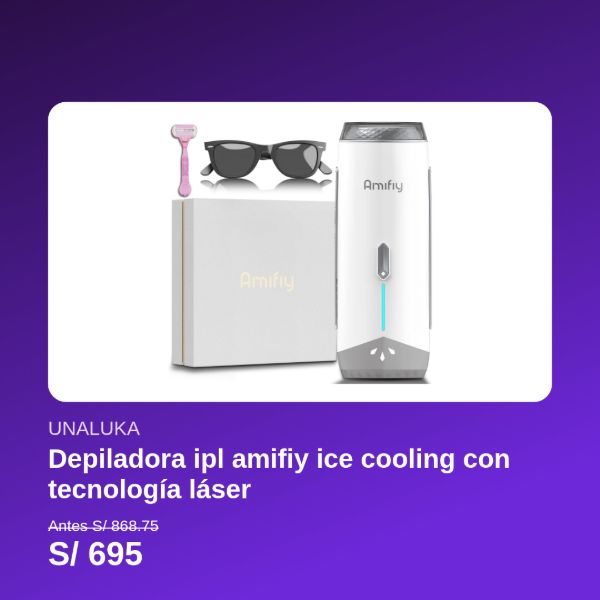 Amifiy
Amifiy
UNALUKA
Depiladora ipl amifiy ice cooling con
tecnología láser
Antes S/ 868.75
S/ 695